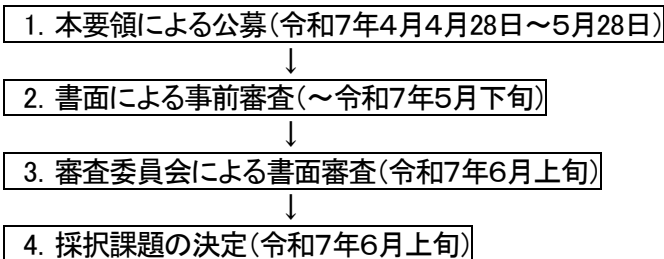 1. 本要領による公募（令和７年４月４月28日～５月28日）
↓
2. 書面による事前審査（～令和７年５月下旬）
↓
3. 審査委員会による書面審査（令和７年６月上旬）
↓
4. 採択課題の決定（令和７年６月上旬）